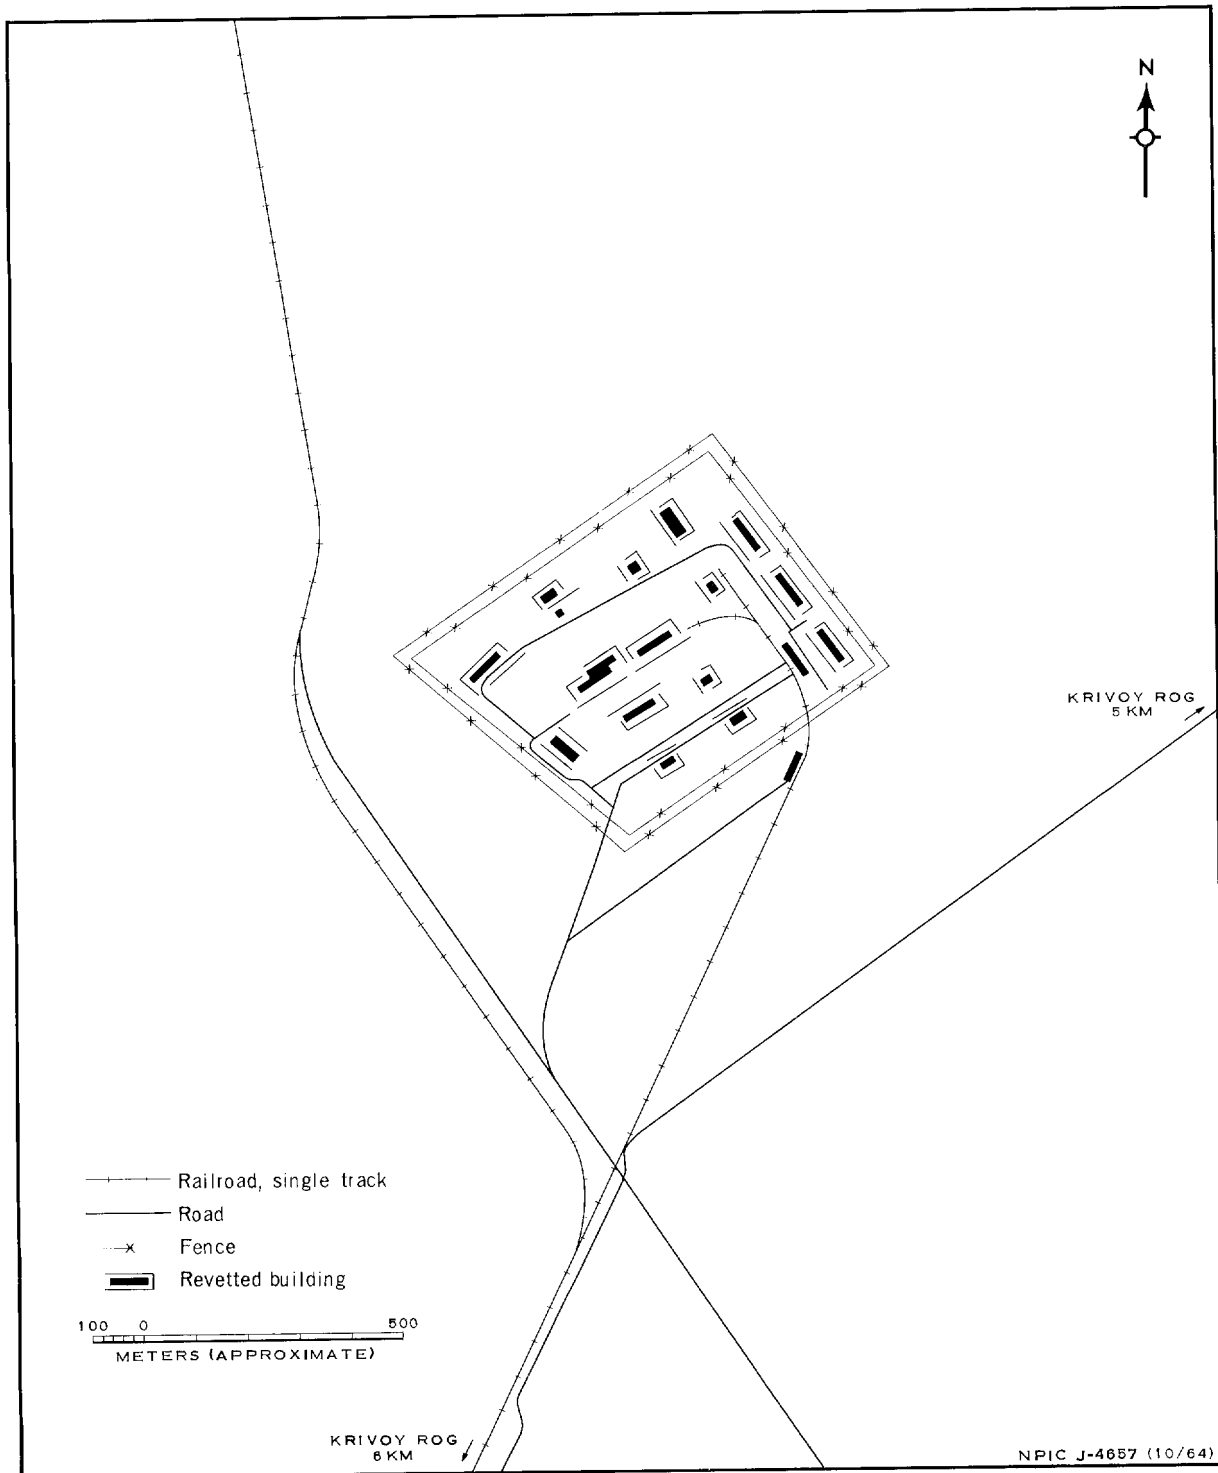 N
KRIVOY ROG
5 KM
Railroad, single track
Road
Fence
Revetted building
100 0 500
METERS (APPROXIMATE)
KRIVOY ROG
6 KM
NPIC J-4657 (10/64)